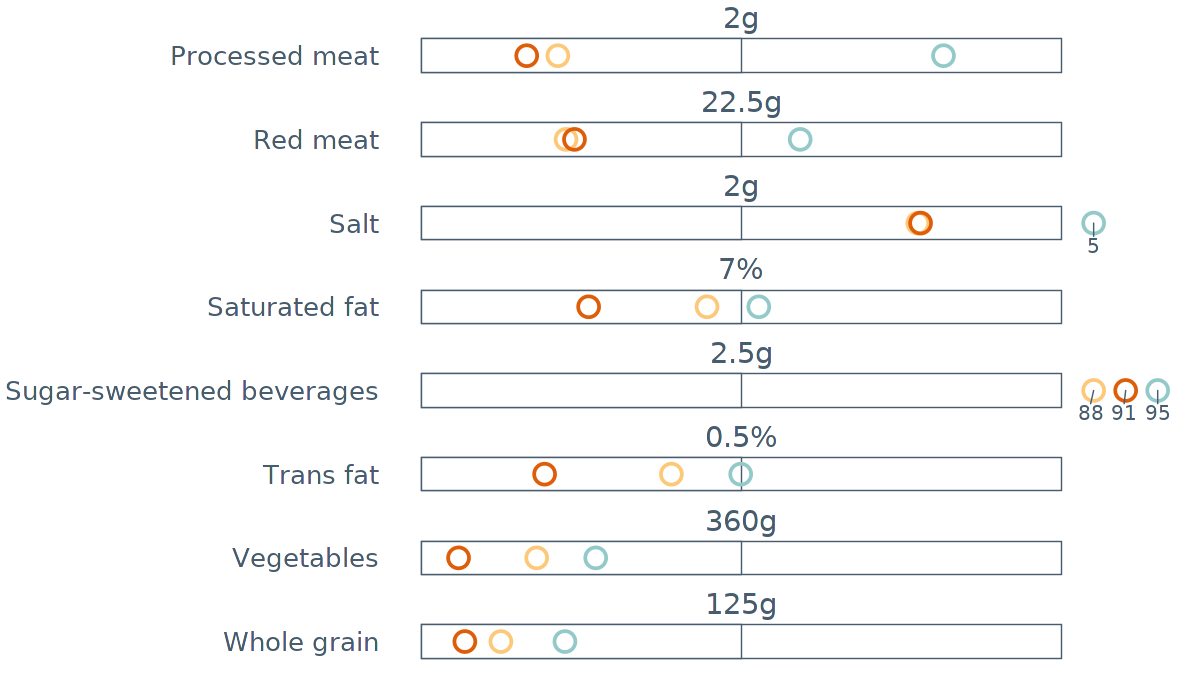 2g
Processed meat
22.5g
Red meat
2g
Salt
5
7%
Saturated fat
2.5g
Sugar-sweetened beverages
88 91 95
0.5%
Trans fat
360g
Vegetables
125g
Whole grain